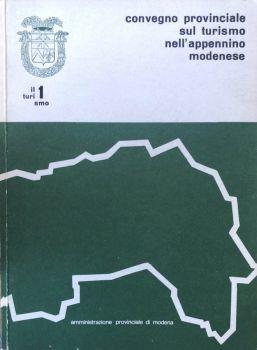 convegno provinciale
sul turismo
nell'appennino
modenese
il 1
turi
smo
amministrazione provinciale di modena